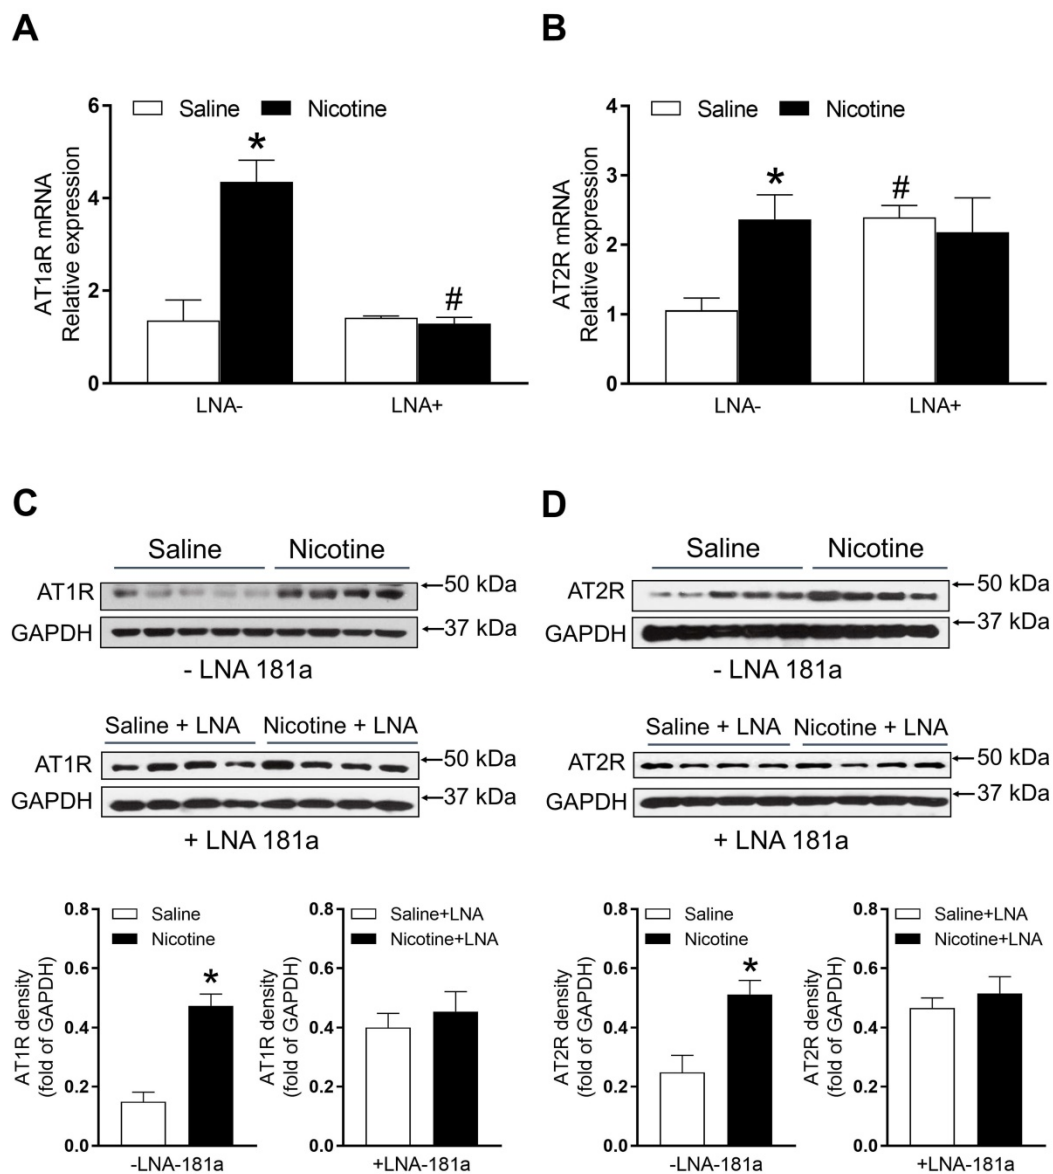 A
B
Saline Nicotine
Saline Nicotine
6
4
2
0
AT1aR mRNA
Relative expression
*
#
LNA- LNA+
4
3
2
1
0
AT2R mRNA
Relative expression
*
#
LNA- LNA+
C
Saline Nicotine
AT1R
50 kDa
GAPDH
37 kDa
- LNA 181a
Saline + LNA Nicotine + LNA
AT1R
50 kDa
GAPDH
37 kDa
+ LNA 181a
D
Saline Nicotine
AT2R
50 kDa
GAPDH
37 kDa
- LNA 181a
Saline + LNA Nicotine + LNA
AT2R
50 kDa
GAPDH
37 kDa
+ LNA 181a
0.8
0.6
0.4
0.2
0.0
AT1R density
(fold of GAPDH)
Saline
Nicotine
*
-LNA-181a
0.8
0.6
0.4
0.2
0.0
AT1R density
(fold of GAPDH)
Saline+LNA
Nicotine+LNA
+LNA-181a
0.8
0.6
0.4
0.2
0.0
AT2R density
(fold of GAPDH)
Saline
Nicotine
*
-LNA-181a
0.8
0.6
0.4
0.2
0.0
AT2R density
(fold of GAPDH)
Saline+LNA
Nicotine+LNA
+LNA-181a